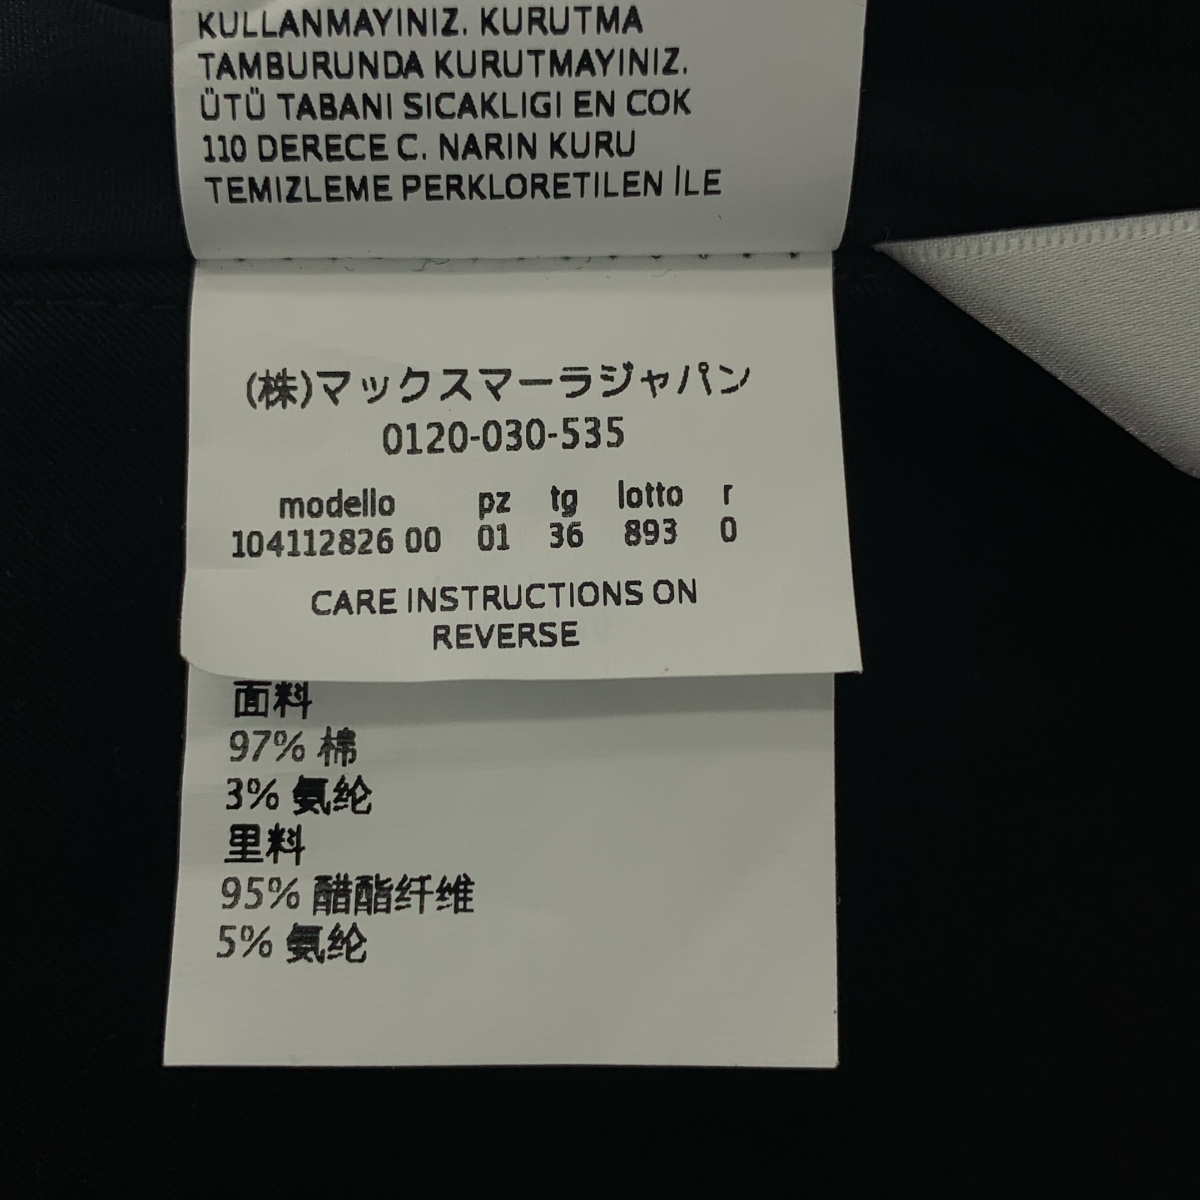 KULLANMAYINIZ. KURUTMA
TAMBURUNDA KURUTMAYINIZ.
ÜTÜ TABANI SICAKLIGI EN COK
110 DERECE C. NARIN KURU
TEMIZLEME PERKLORETILEN İLE
(株)マックスマーラジャパン
0120-030-535
modello pz tg lotto r
104112826 00 01 36 893 0
CARE INSTRUCTIONS ON
REVERSE
面料
97% 棉
3% 氨纶
里料
95% 醋酯纤维
5% 氨纶